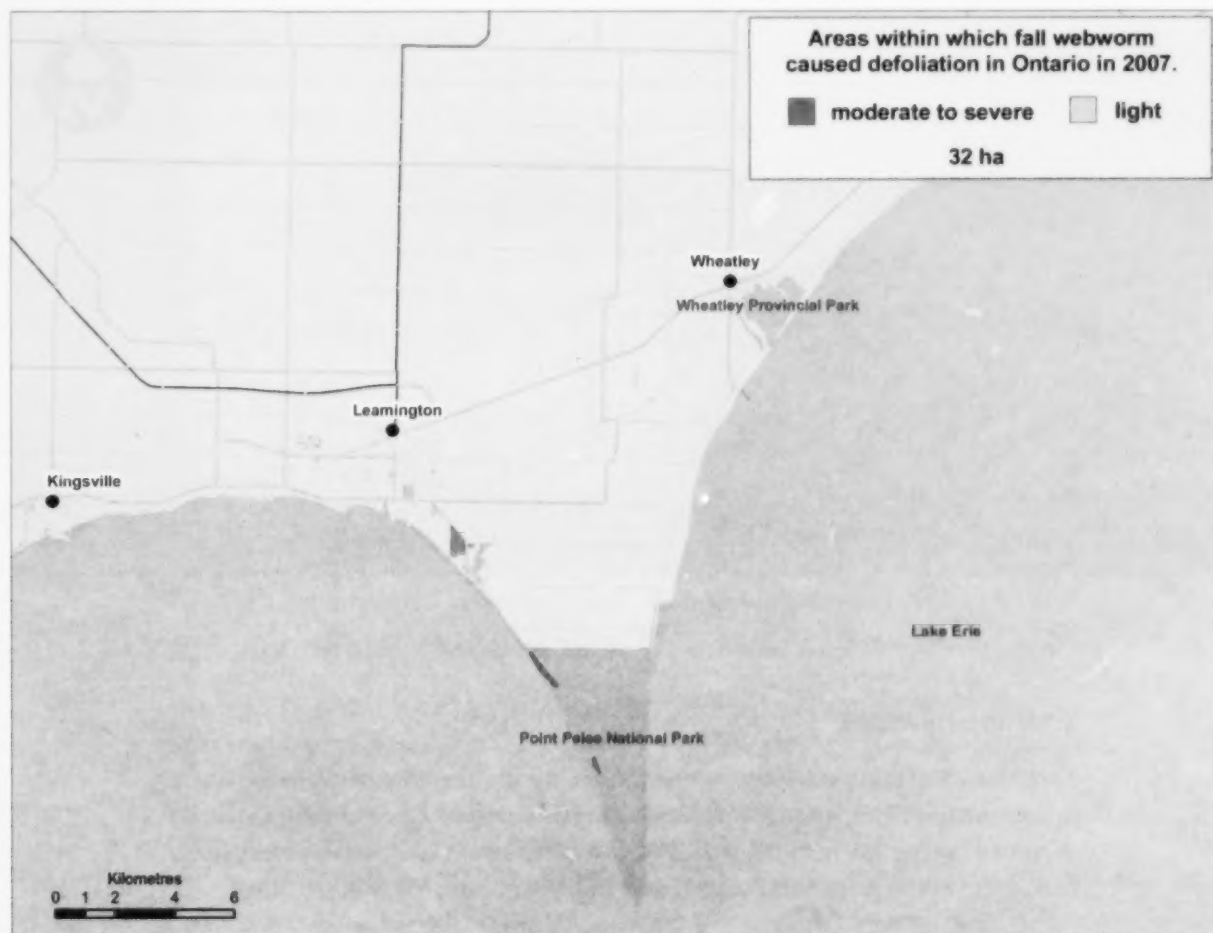 Areas within which fall webworm
caused defoliation in Ontario in 2007.
moderate to severe
light
32 ha
Wheatley
Wheatley Provincial Park
Leamington
Kingsville
Lake Erie
Point Pelee National Park
Kilometres
0 1 2 4 6